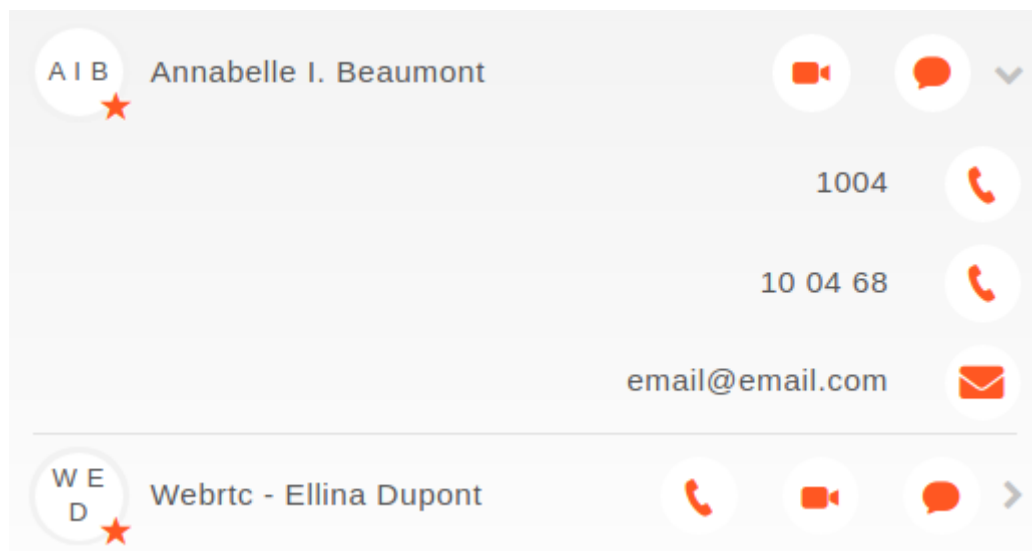 A I B
Annabelle I. Beaumont
1004
10 04 68
email@email.com
W E
D
Webrtc - Ellina Dupont